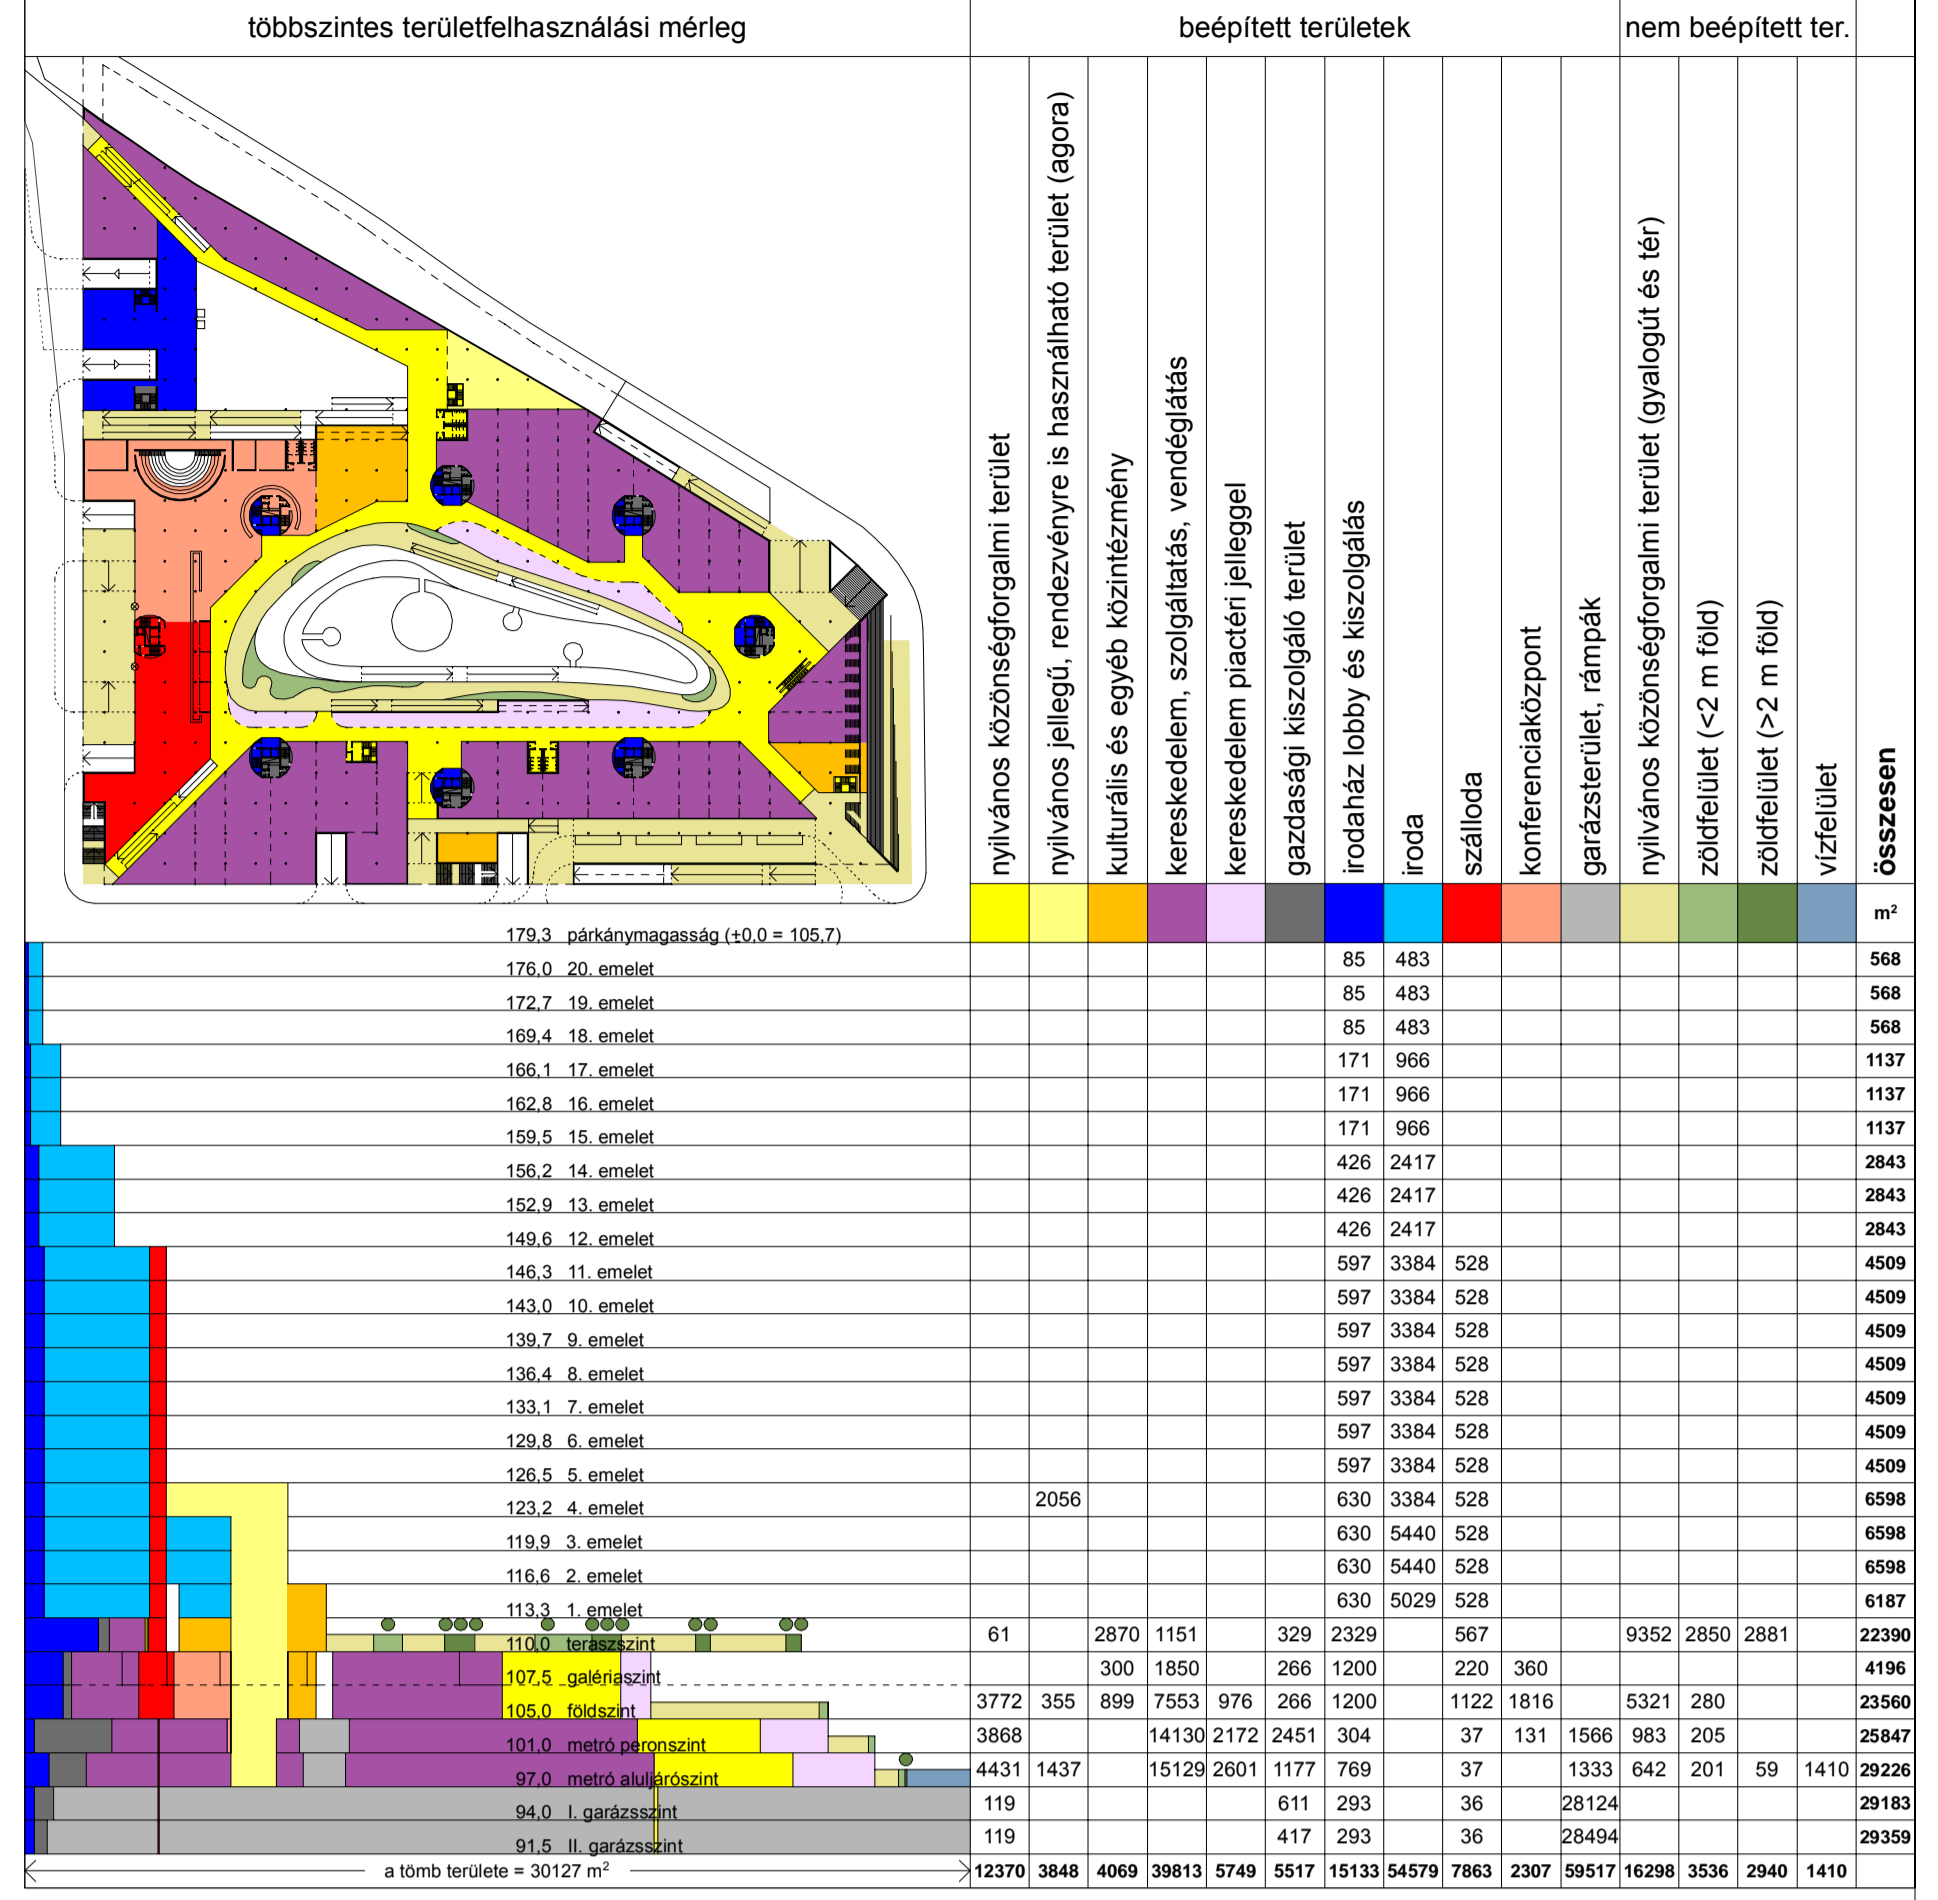 többszintes területfelhasználási mérleg
beépített területek
nem beépített ter.
nyilvános közönségforgalmi terület
nyilvános jellegű, rendezvényre is használható terület (agora)
kulturális és egyéb közintézmény
kereskedelem, szolgáltatás, vendéglátás
kereskedelem piactéri jeleggel
gazdasági kiszolgáló terület
irodaház lobby és kiszolgálás
iroda
szálloda
konferenciaközpont
garázsterület, rámpák
nyilvános közönségforgalmi terület (gyalogút és tér)
zöldfelület (<2 m föld)
zöldfelület (>2 m föld)
vízfelület
összesen
m²
179,3 párkánymagasság (±0,0 = 105,7)
176,0 20. emelet 85 483 568
172,7 19. emelet 85 483 568
169,4 18. emelet 85 483 568
166,1 17. emelet 171 966 1137
162,8 16. emelet 171 966 1137
159,5 15. emelet 171 966 1137
156,2 14. emelet 426 2417 2843
152,9 13. emelet 426 2417 2843
149,6 12. emelet 426 2417 2843
146,3 11. emelet 597 3384 528 4509
143,0 10. emelet 597 3384 528 4509
139,7 9. emelet 597 3384 528 4509
136,4 8. emelet 597 3384 528 4509
133,1 7. emelet 597 3384 528 4509
129,8 6. emelet 597 3384 528 4509
126,5 5. emelet 597 3384 528 4509
123,2 4. emelet 2056 630 3384 528 6598
119,9 3. emelet 630 5440 528 6598
116,6 2. emelet 630 5440 528 6598
113,3 1. emelet 630 5029 528 6187
110,0 teraszszint 61 2870 1151 329 2329 567 9352 2850 2881 22390
107,5 galériaszint 300 1850 266 1200 220 360 4196
105,0 földszint 3772 355 899 7553 976 266 1200 1122 1816 5321 280 23560
101,0 metró peronszint 3868 14130 2172 2451 304 37 131 1566 983 205 25847
97,0 metró aluljárószint 4431 1437 15129 2601 1177 769 37 1333 642 201 59 1410 29226
94,0 I. garázsszint 119 611 293 36 28124 29183
91,5 II. garázsszint 119 417 293 36 28494 29359
a tömb területe = 30127 m² 12370 3848 4069 39813 5749 5517 15133 54579 7863 2307 59517 16298 3536 2940 1410